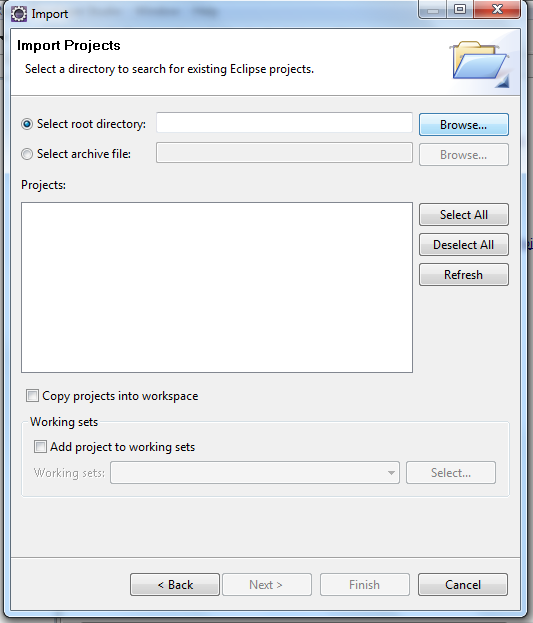 Import
Import Projects
Select a directory to search for existing Eclipse projects.
Select root directory:
Browse...
Select archive file:
Browse...
Projects:
Select All
Deselect All
Refresh
Copy projects into workspace
Working sets
Add project to working sets
Working sets:
Select...
< Back
Next >
Finish
Cancel